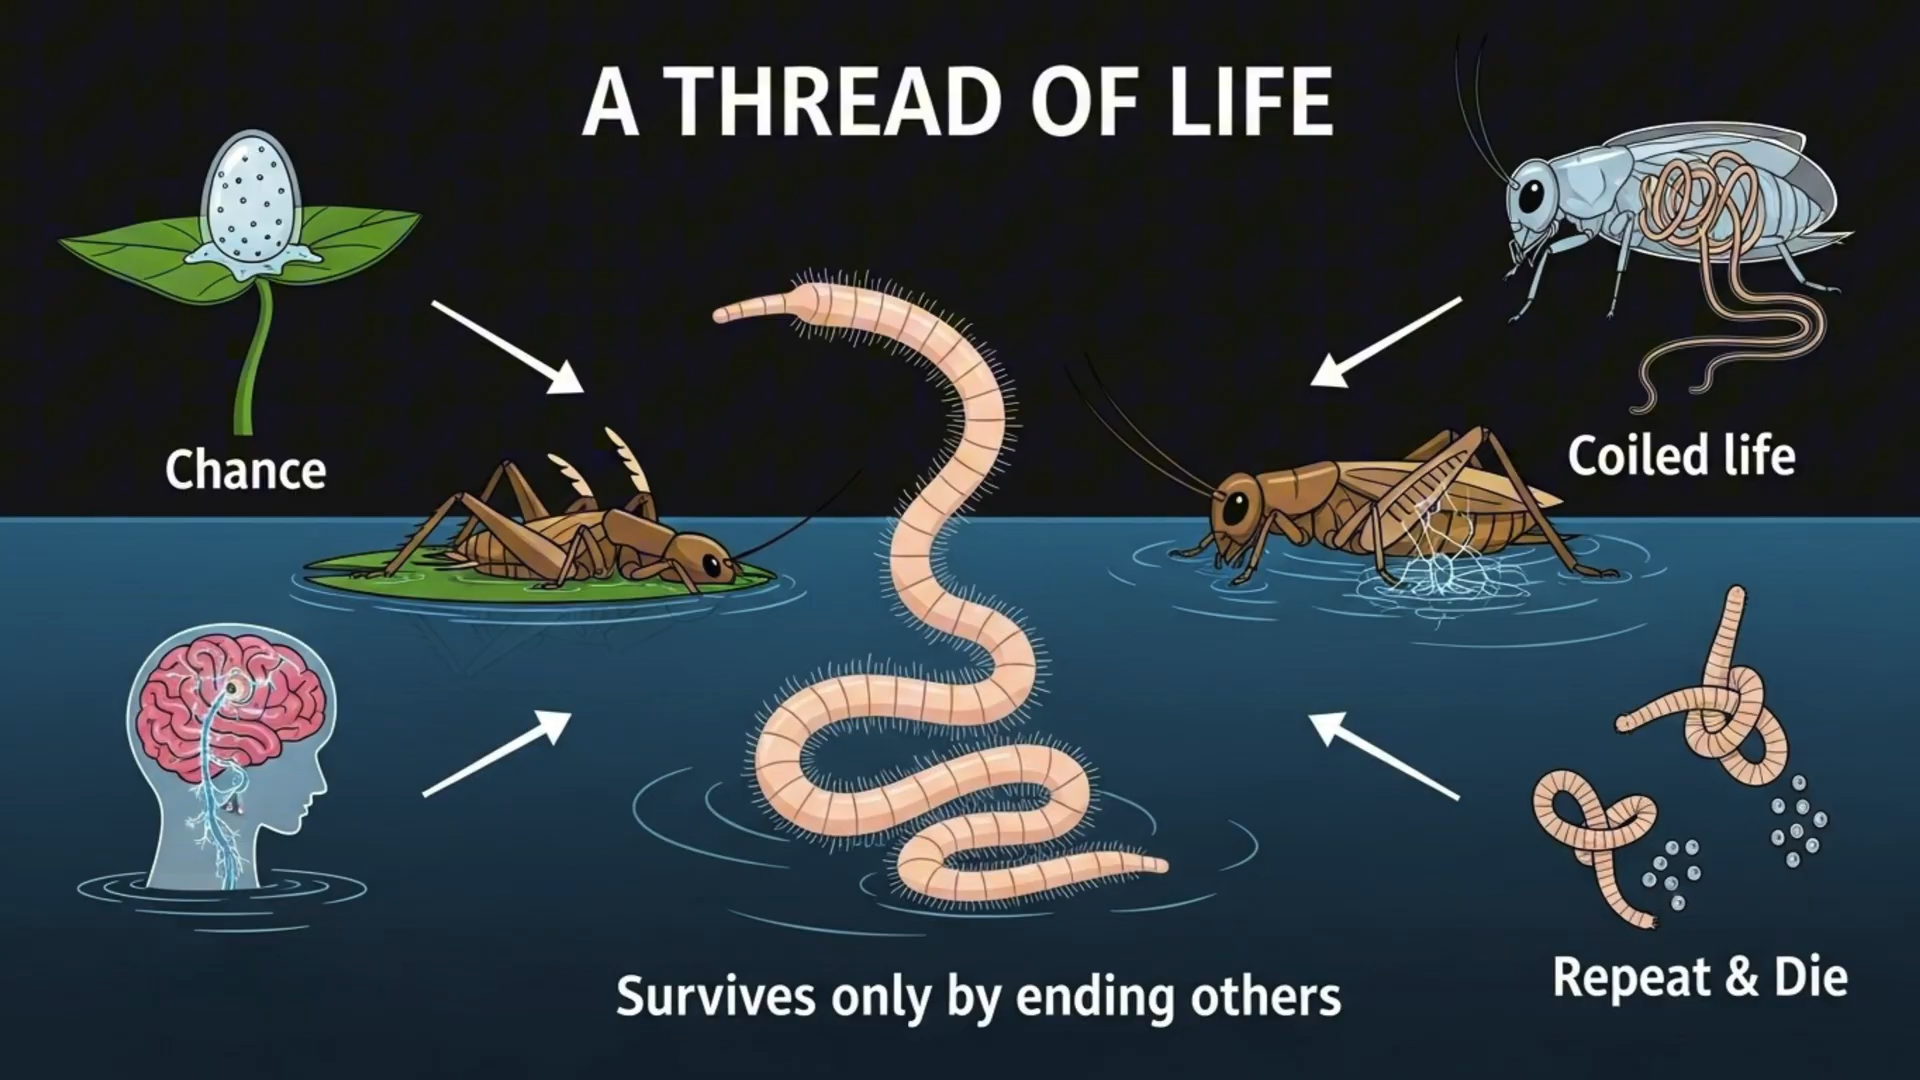 A THREAD OF LIFE
Chance
Coiled life
Repeat & Die
Survives only by ending others